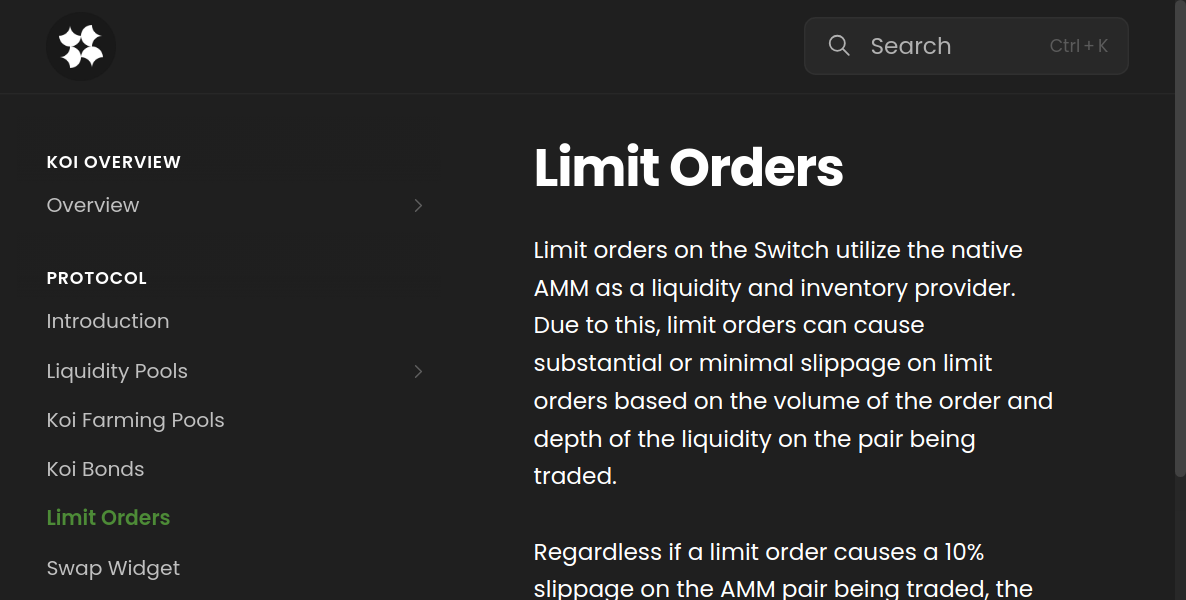 Search
Ctrl + K
KOI OVERVIEW
Overview
PROTOCOL
Introduction
Liquidity Pools
Koi Farming Pools
Koi Bonds
Limit Orders
Swap Widget
Limit Orders
Limit orders on the Switch utilize the native
AMM as a liquidity and inventory provider.
Due to this, limit orders can cause
substantial or minimal slippage on limit
orders based on the volume of the order and
depth of the liquidity on the pair being
traded.
Regardless if a limit order causes a 10%
slippage on the AMM pair being traded, the